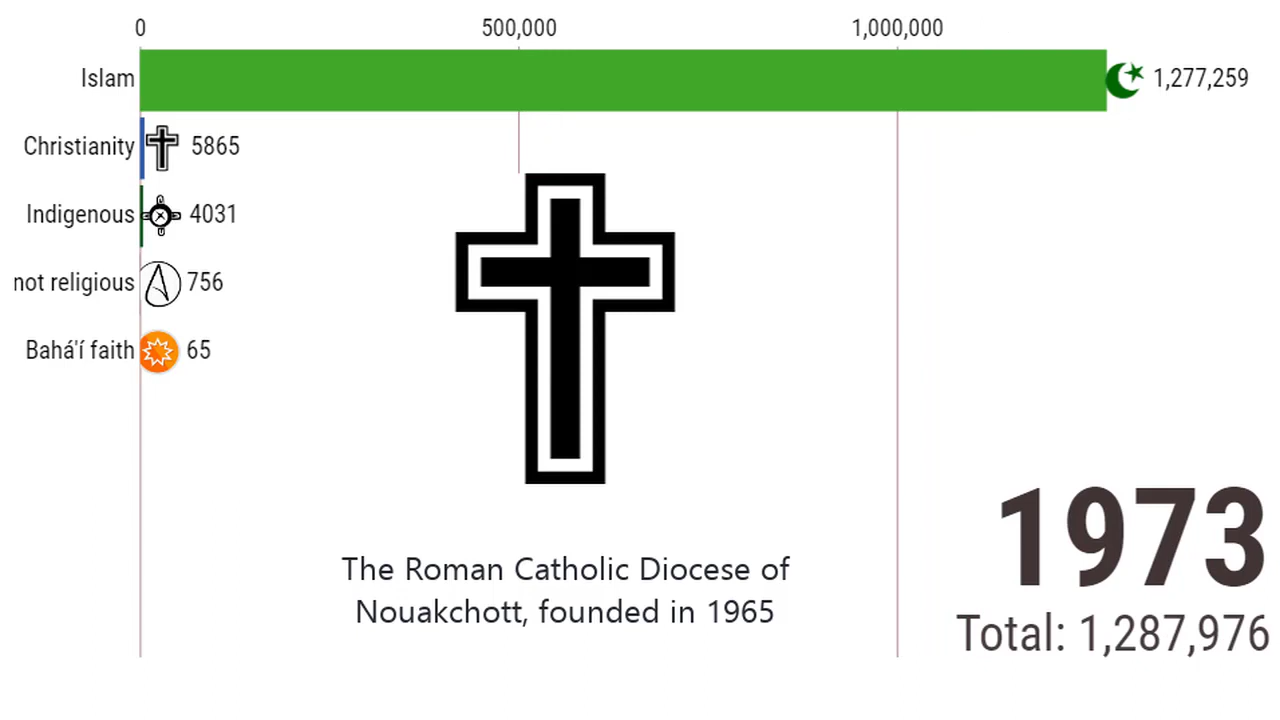 0 500,000 1,000,000
Islam 1,277,259
Christianity 5865
Indigenous 4031
not religious 756
Bahá'í faith 65
The Roman Catholic Diocese of
Nouakchott, founded in 1965
1973
Total: 1,287,976